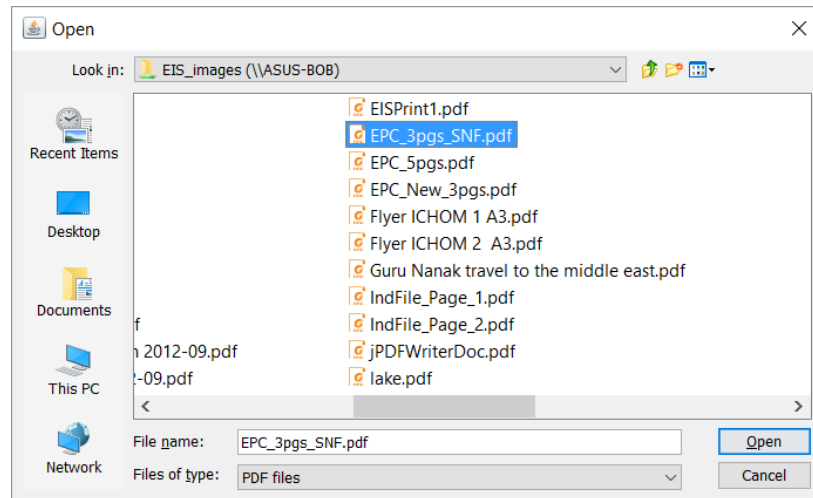 Open
Look in: EIS_images (\\ASUS-BOB)
Recent Items
Desktop
Documents
This PC
Network
f
2012-09.pdf
-09.pdf
EISPrint1.pdf
EPC_3pgs_SNF.pdf
EPC_5pgs.pdf
EPC_New_3pgs.pdf
Flyer ICHOM 1 A3.pdf
Flyer ICHOM 2  A3.pdf
Guru Nanak travel to the middle east.pdf
IndFile_Page_1.pdf
IndFile_Page_2.pdf
jPDFWriterDoc.pdf
lake.pdf
File name: EPC_3pgs_SNF.pdf
Open
Files of type: PDF files
Cancel